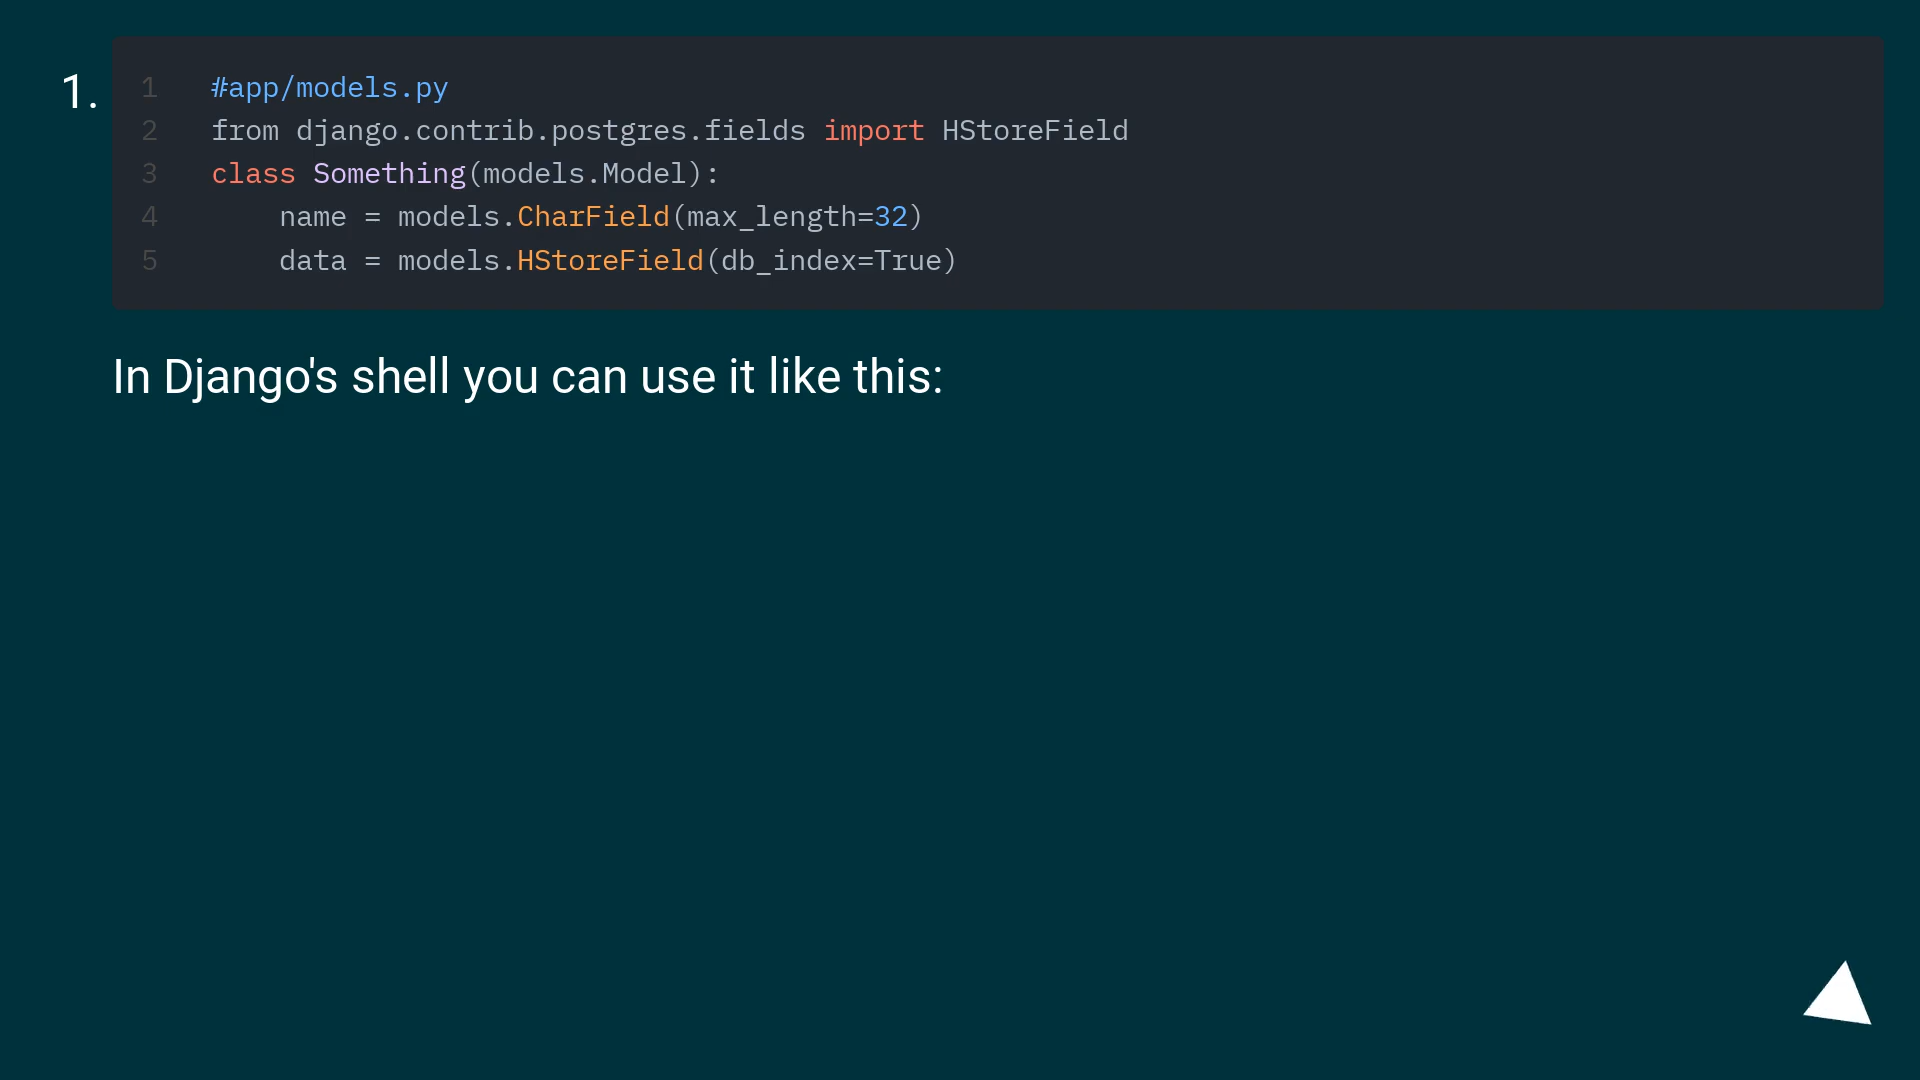 1.
1 #app/models.py
2 from django.contrib.postgres.fields import HStoreField
3 class Something(models.Model):
4     name = models.CharField(max_length=32)
5     data = models.HStoreField(db_index=True)
In Django's shell you can use it like this: